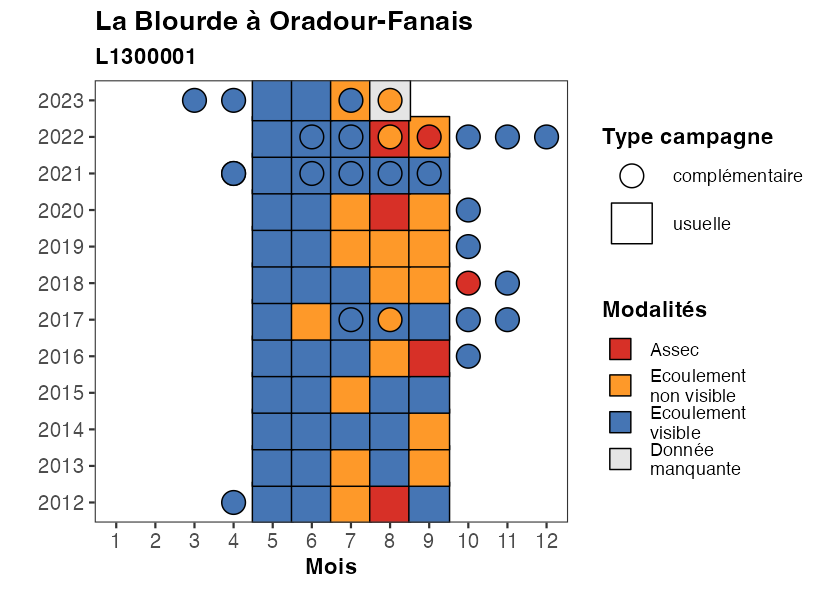 La Blourde à Oradour-Fanais
L1300001
2023
2022
2021
2020
2019
2018
2017
2016
2015
2014
2013
2012
1 2 3 4 5 6 7 8 9 10 11 12
Mois
Type campagne
complémentaire
usuelle
Modalités
Assec
Ecoulement
non visible
Ecoulement
visible
Donnée
manquante